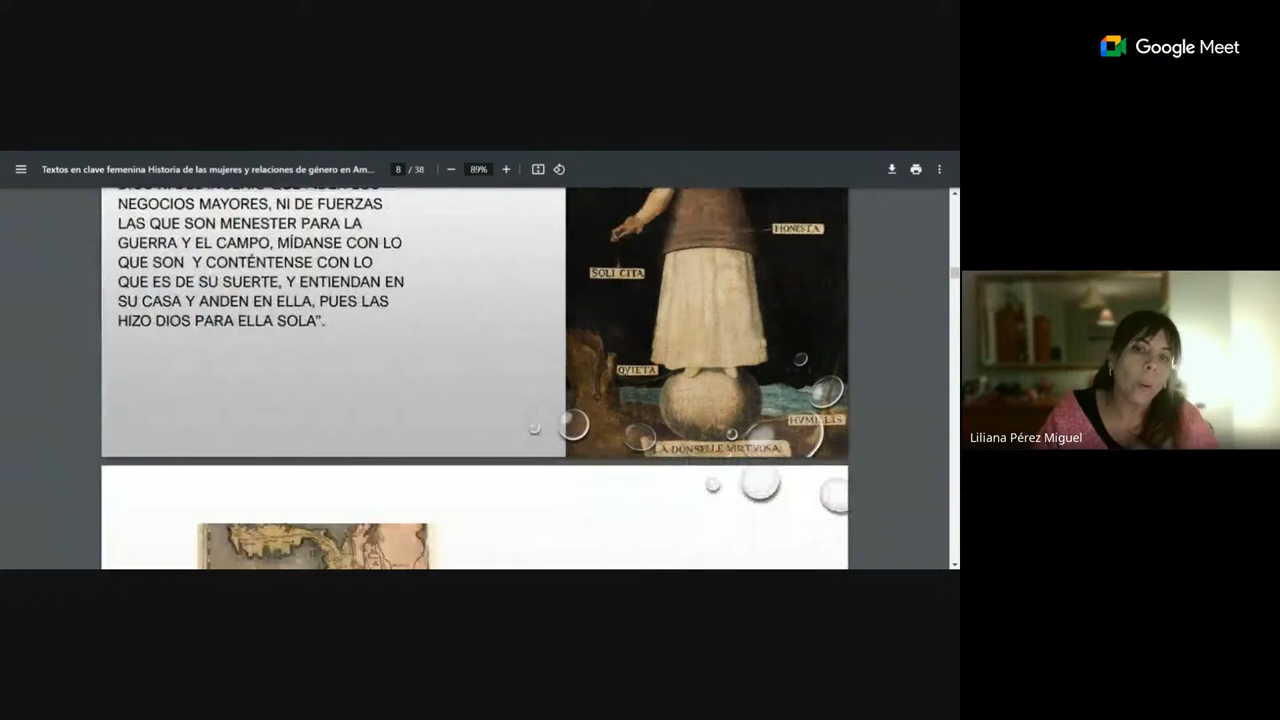 Google Meet
Textos en clave femenina Historia de las mujeres y relaciones de género en Am...
8 / 38
89%
NEGOCIOS MAYORES, NI DE FUERZAS
LAS QUE SON MENESTER PARA LA
GUERRA Y EL CAMPO, MÍDANSE CON LO
QUE SON Y CONTÉNTENSE CON LO
QUE ES DE SU SUERTE, Y ENTIENDAN EN
SU CASA Y ANDEN EN ELLA, PUES LAS
HIZO DIOS PARA ELLA SOLA”.
HONESTA
SOLICITA
QVIETA
HVMILIS
LA DONSELLE VIRTVOSA
Liliana Pérez Miguel